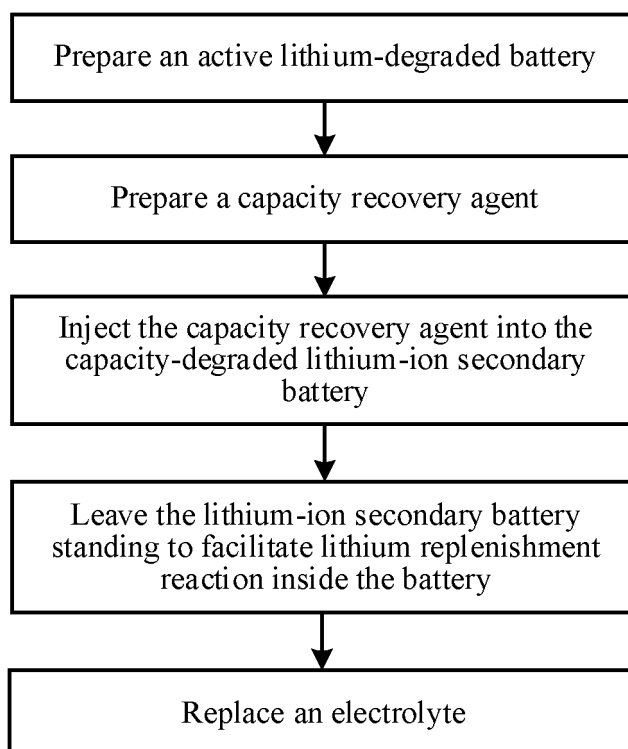 Prepare an active lithium-degraded battery
Prepare a capacity recovery agent
Inject the capacity recovery agent into the
capacity-degraded lithium-ion secondary
battery
Leave the lithium-ion secondary battery
standing to facilitate lithium replenishment
reaction inside the battery
Replace an electrolyte